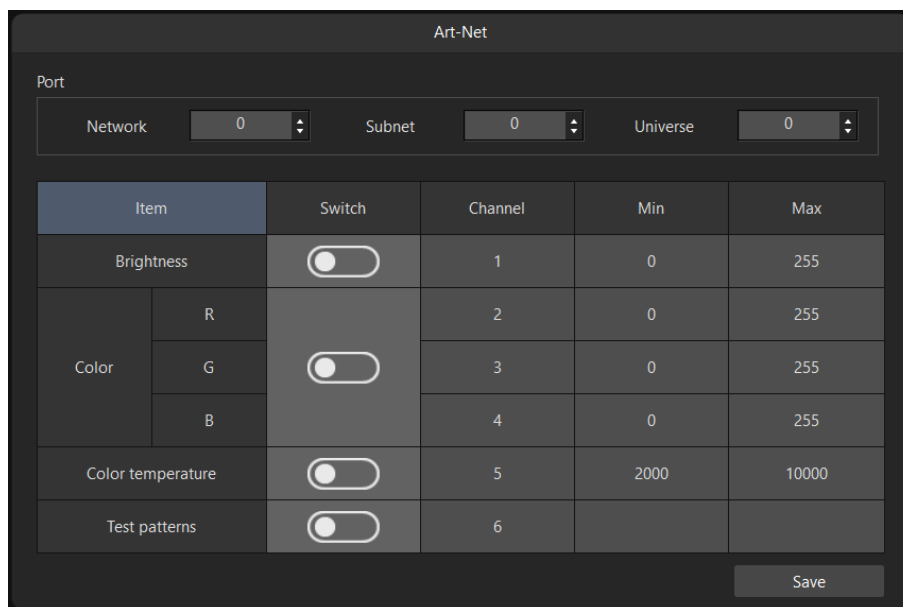 Art-Net
Port
Network 0 Subnet 0 Universe 0
Item Switch Channel Min Max
Brightness 1 0 255
R 2 0 255
Color G 3 0 255
B 4 0 255
Color temperature 5 2000 10000
Test patterns 6
Save